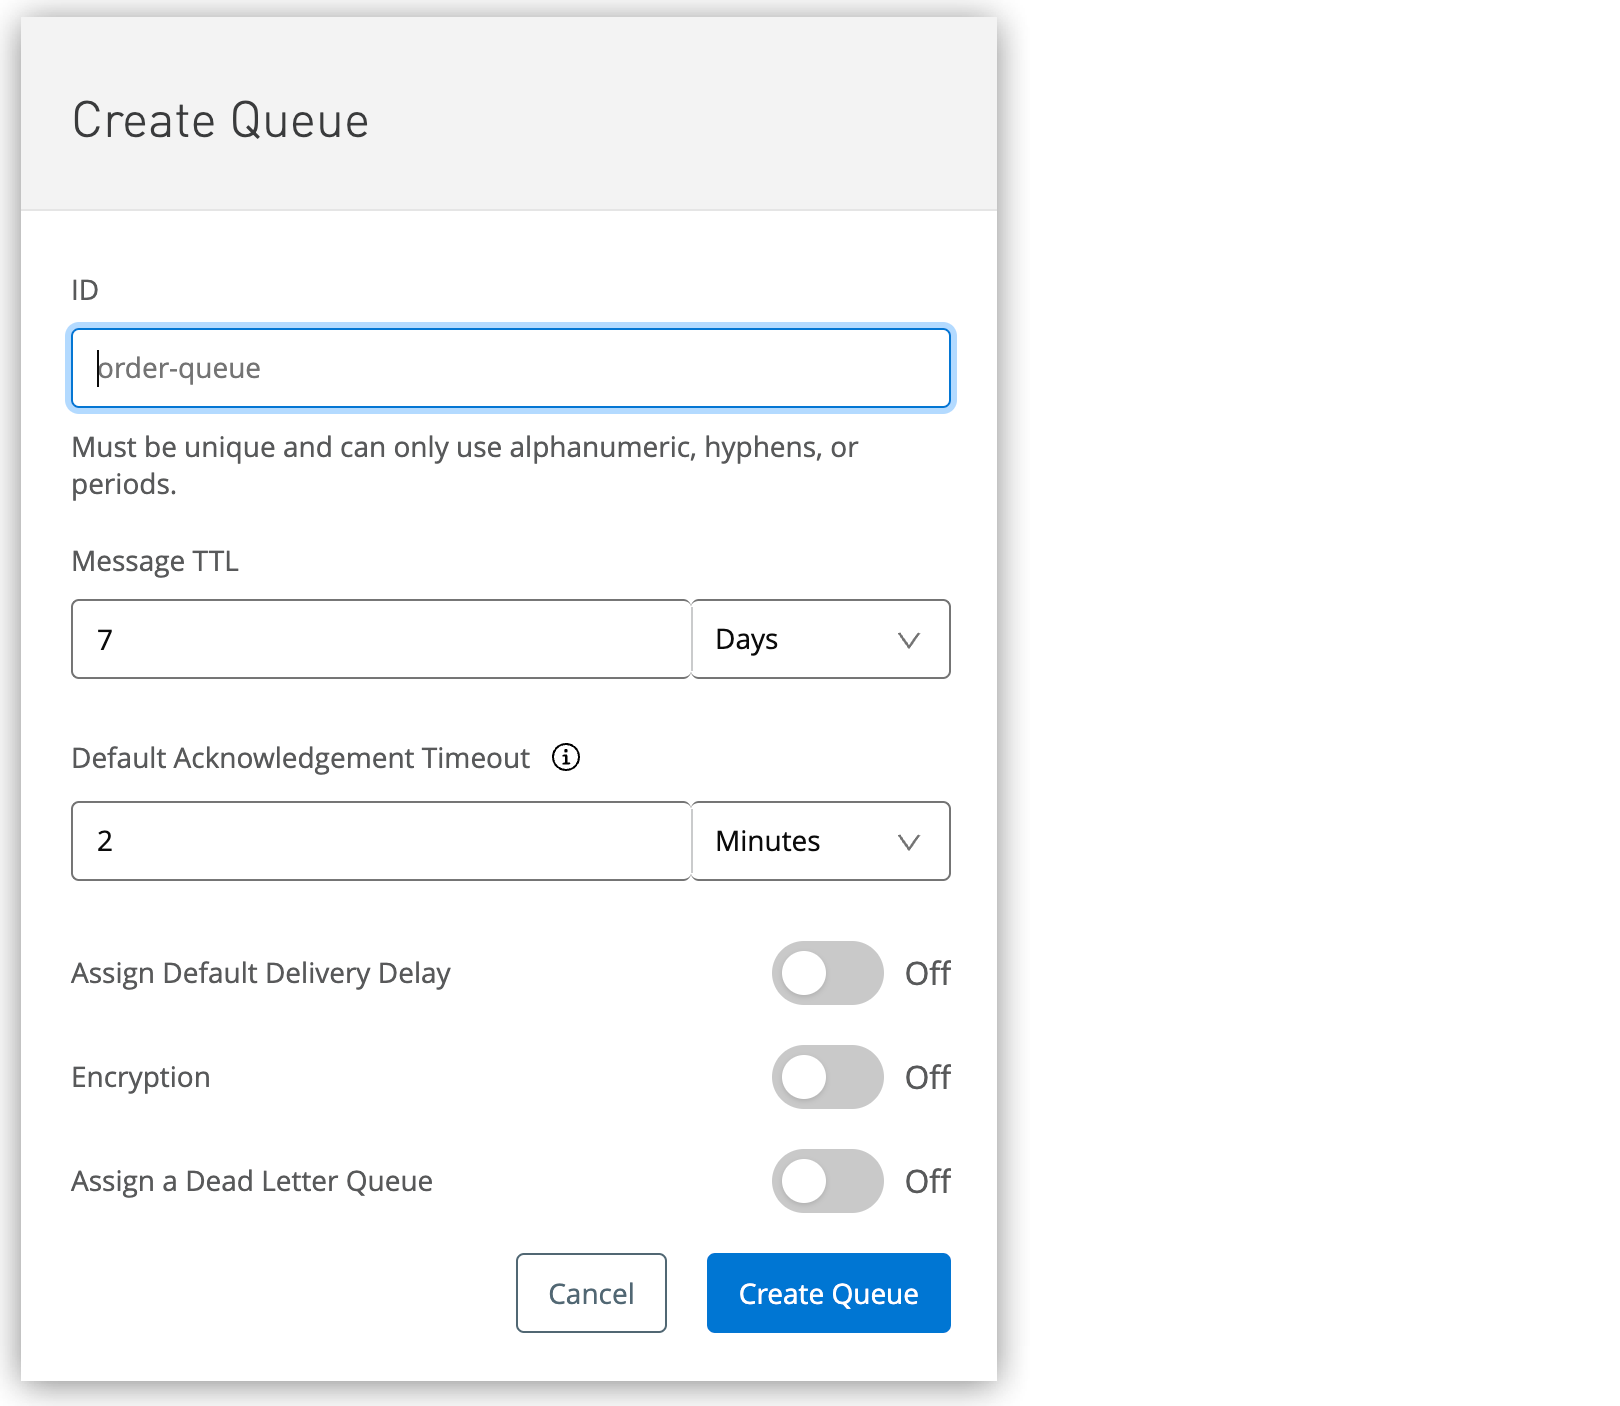 Create Queue
ID
order-queue
Must be unique and can only use alphanumeric, hyphens, or
periods.
Message TTL
7 Days
Default Acknowledgement Timeout
2 Minutes
Assign Default Delivery Delay Off
Encryption Off
Assign a Dead Letter Queue Off
Cancel Create Queue